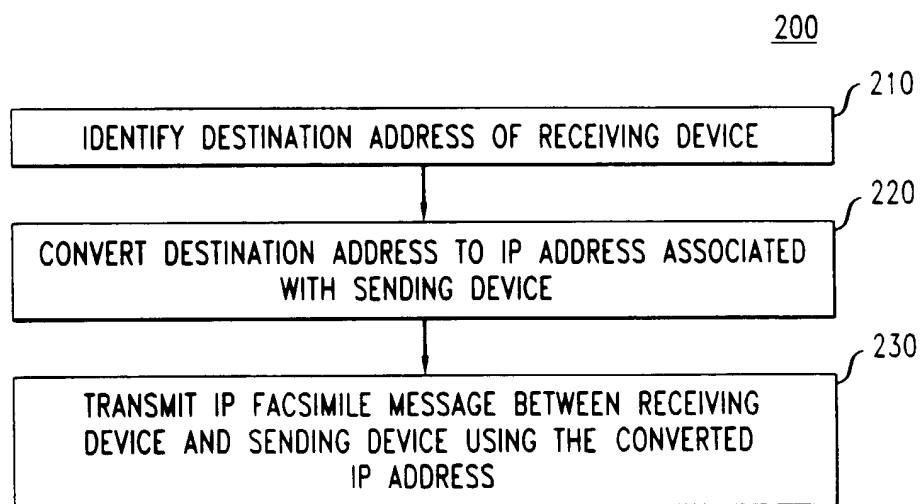 200
210
IDENTIFY DESTINATION ADDRESS OF RECEIVING DEVICE
220
CONVERT DESTINATION ADDRESS TO IP ADDRESS ASSOCIATED
WITH SENDING DEVICE
230
TRANSMIT IP FACSIMILE MESSAGE BETWEEN RECEIVING
DEVICE AND SENDING DEVICE USING THE CONVERTED
IP ADDRESS